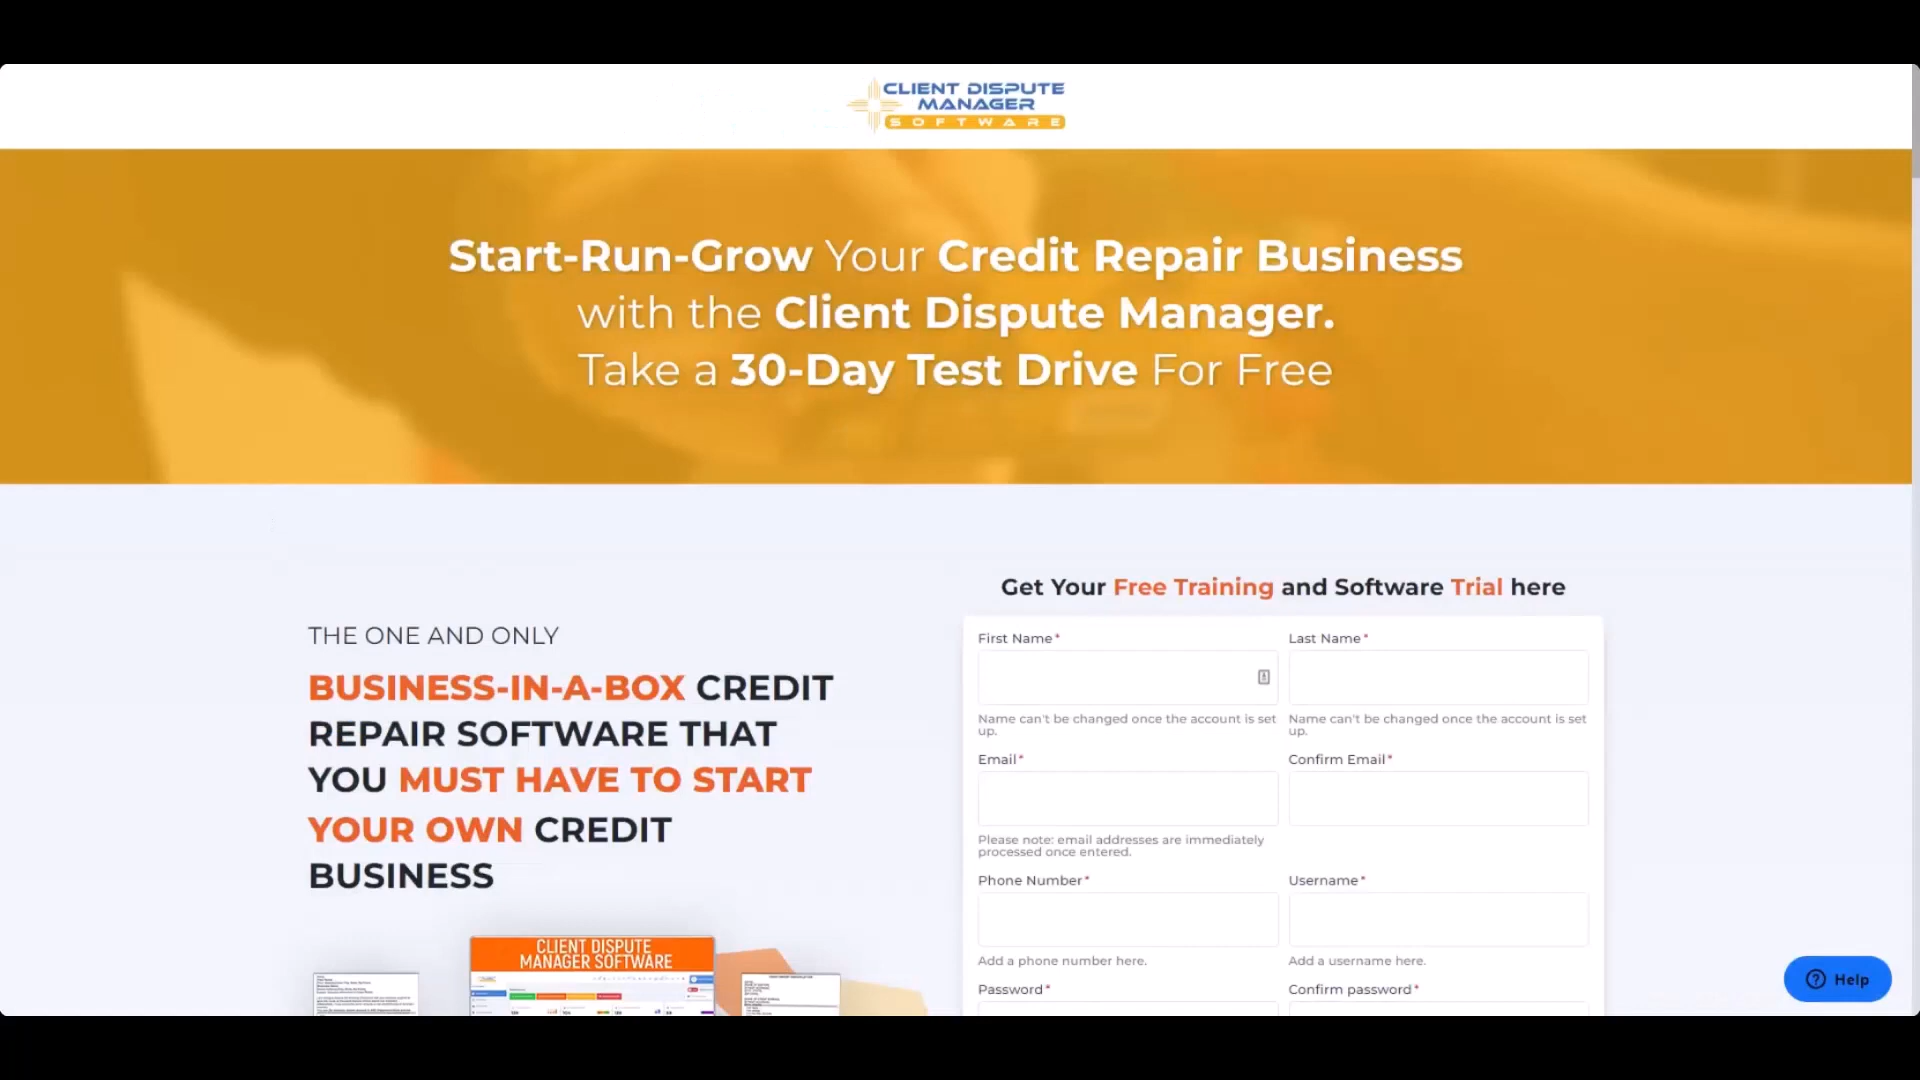 CLIENT DISPUTE
MANAGER
SOFTWARE
Start-Run-Grow Your Credit Repair Business
with the Client Dispute Manager.
Take a 30-Day Test Drive For Free
THE ONE AND ONLY
BUSINESS-IN-A-BOX CREDIT
REPAIR SOFTWARE THAT
YOU MUST HAVE TO START
YOUR OWN CREDIT
BUSINESS
CLIENT DISPUTE
MANAGER SOFTWARE
Get Your Free Training and Software Trial here
First Name*
Last Name*
Name can't be changed once the account is set
up.
Name can't be changed once the account is set
up.
Email*
Confirm Email*
Please note: email addresses are immediately
processed once entered.
Phone Number*
Username*
Add a phone number here.
Add a username here.
Password*
Confirm password*
Help